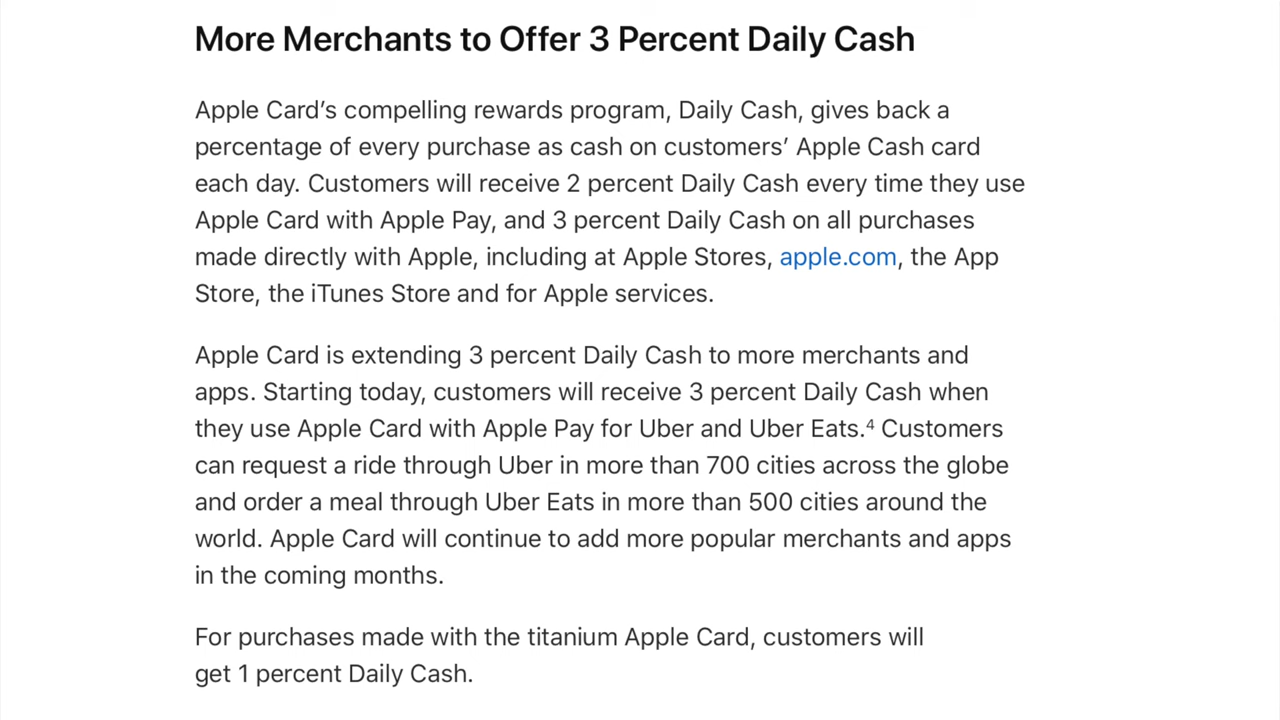 More Merchants to Offer 3 Percent Daily Cash
Apple Card’s compelling rewards program, Daily Cash, gives back a
percentage of every purchase as cash on customers’ Apple Cash card
each day. Customers will receive 2 percent Daily Cash every time they use
Apple Card with Apple Pay, and 3 percent Daily Cash on all purchases
made directly with Apple, including at Apple Stores, apple.com, the App
Store, the iTunes Store and for Apple services.
Apple Card is extending 3 percent Daily Cash to more merchants and
apps. Starting today, customers will receive 3 percent Daily Cash when
they use Apple Card with Apple Pay for Uber and Uber Eats.⁴ Customers
can request a ride through Uber in more than 700 cities across the globe
and order a meal through Uber Eats in more than 500 cities around the
world. Apple Card will continue to add more popular merchants and apps
in the coming months.
For purchases made with the titanium Apple Card, customers will
get 1 percent Daily Cash.